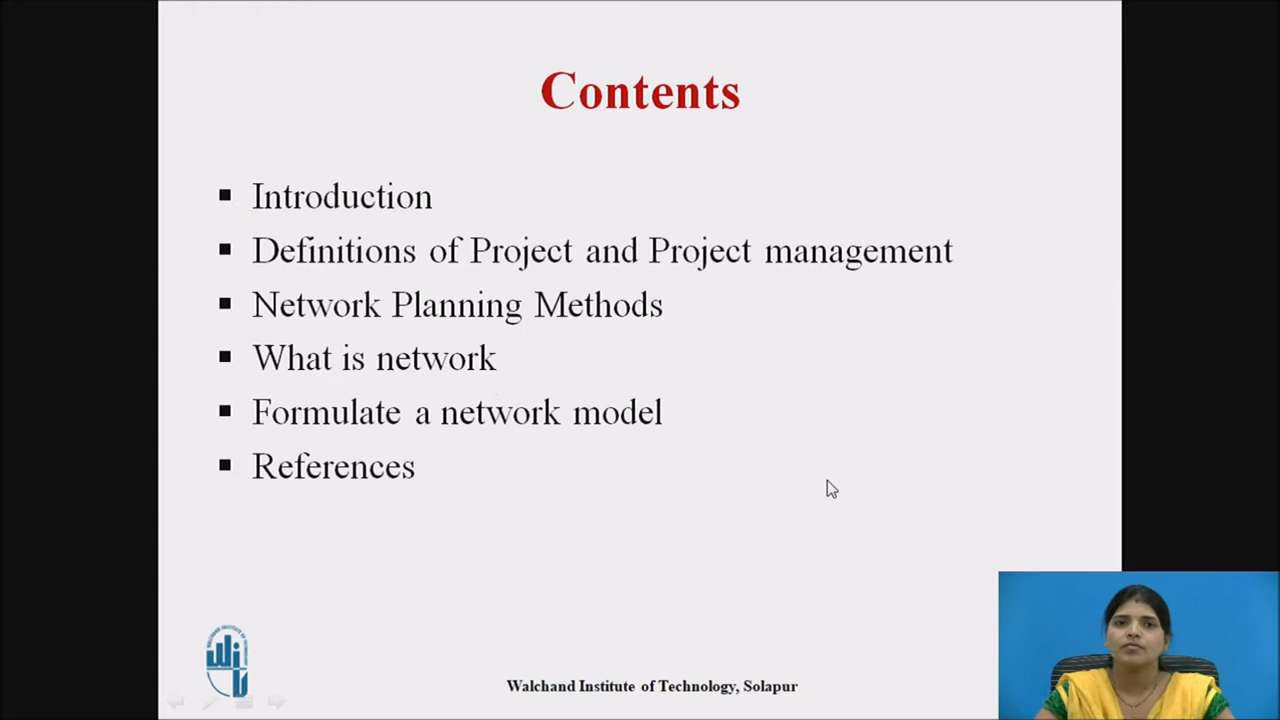 Contents
Introduction
Definitions of Project and Project management
Network Planning Methods
What is network
Formulate a network model
References
Walchand Institute of Technology, Solapur